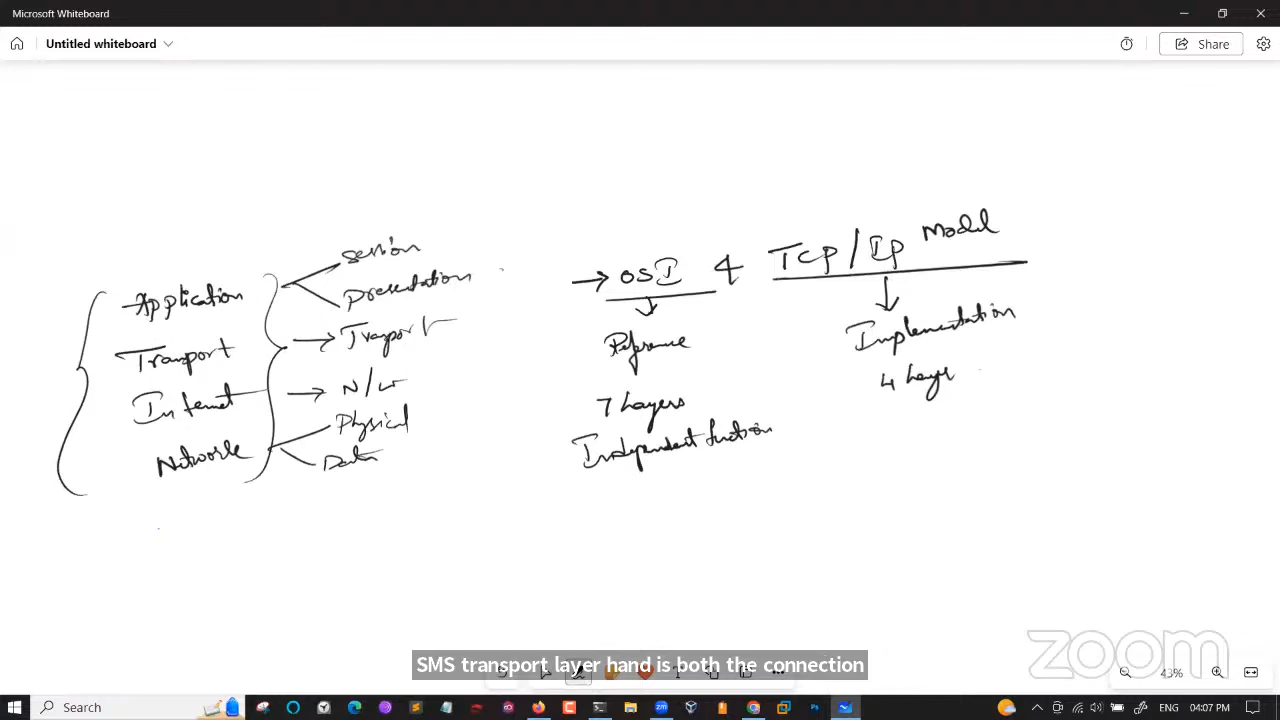 Microsoft Whiteboard
Untitled whiteboard
Share
Application
Transport
Internet
Network
session
presentation
Transport
N/W
Physical
Data
→ OSI & TCP/IP Model
Reference
7 Layers
Independent function
Implementation
4 Layer
SMS transport layer hand is both the connection
zoom
43%
Search
ENG
04:07 PM